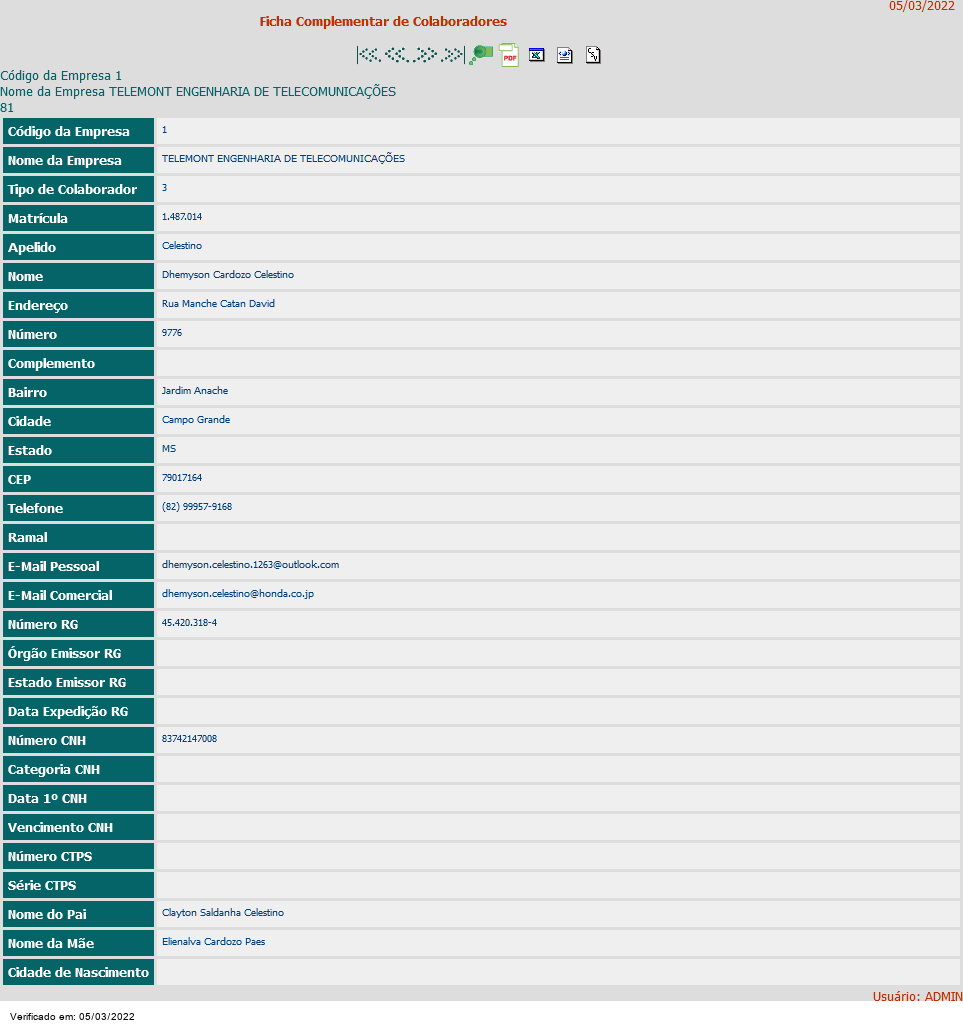 05/03/2022
Ficha Complementar de Colaboradores
PDF
Código da Empresa 1
Nome da Empresa TELEMONT ENGENHARIA DE TELECOMUNICAÇÕES
81
Código da Empresa 1
Nome da Empresa TELEMONT ENGENHARIA DE TELECOMUNICAÇÕES
Tipo de Colaborador 3
Matrícula 1.487.014
Apelido Celestino
Nome Dhemyson Cardozo Celestino
Endereço Rua Manche Catan David
Número 9776
Complemento
Bairro Jardim Anache
Cidade Campo Grande
Estado MS
CEP 79017164
Telefone (82) 99957-9168
Ramal
E-Mail Pessoal dhemyson.celestino.1263@outlook.com
E-Mail Comercial dhemyson.celestino@honda.co.jp
Número RG 45.420.318-4
Órgão Emissor RG
Estado Emissor RG
Data Expedição RG
Número CNH 83742147008
Categoria CNH
Data 1º CNH
Vencimento CNH
Número CTPS
Série CTPS
Nome do Pai Clayton Saldanha Celestino
Nome da Mãe Elienalva Cardozo Paes
Cidade de Nascimento
Usuário: ADMIN
Verificado em: 05/03/2022